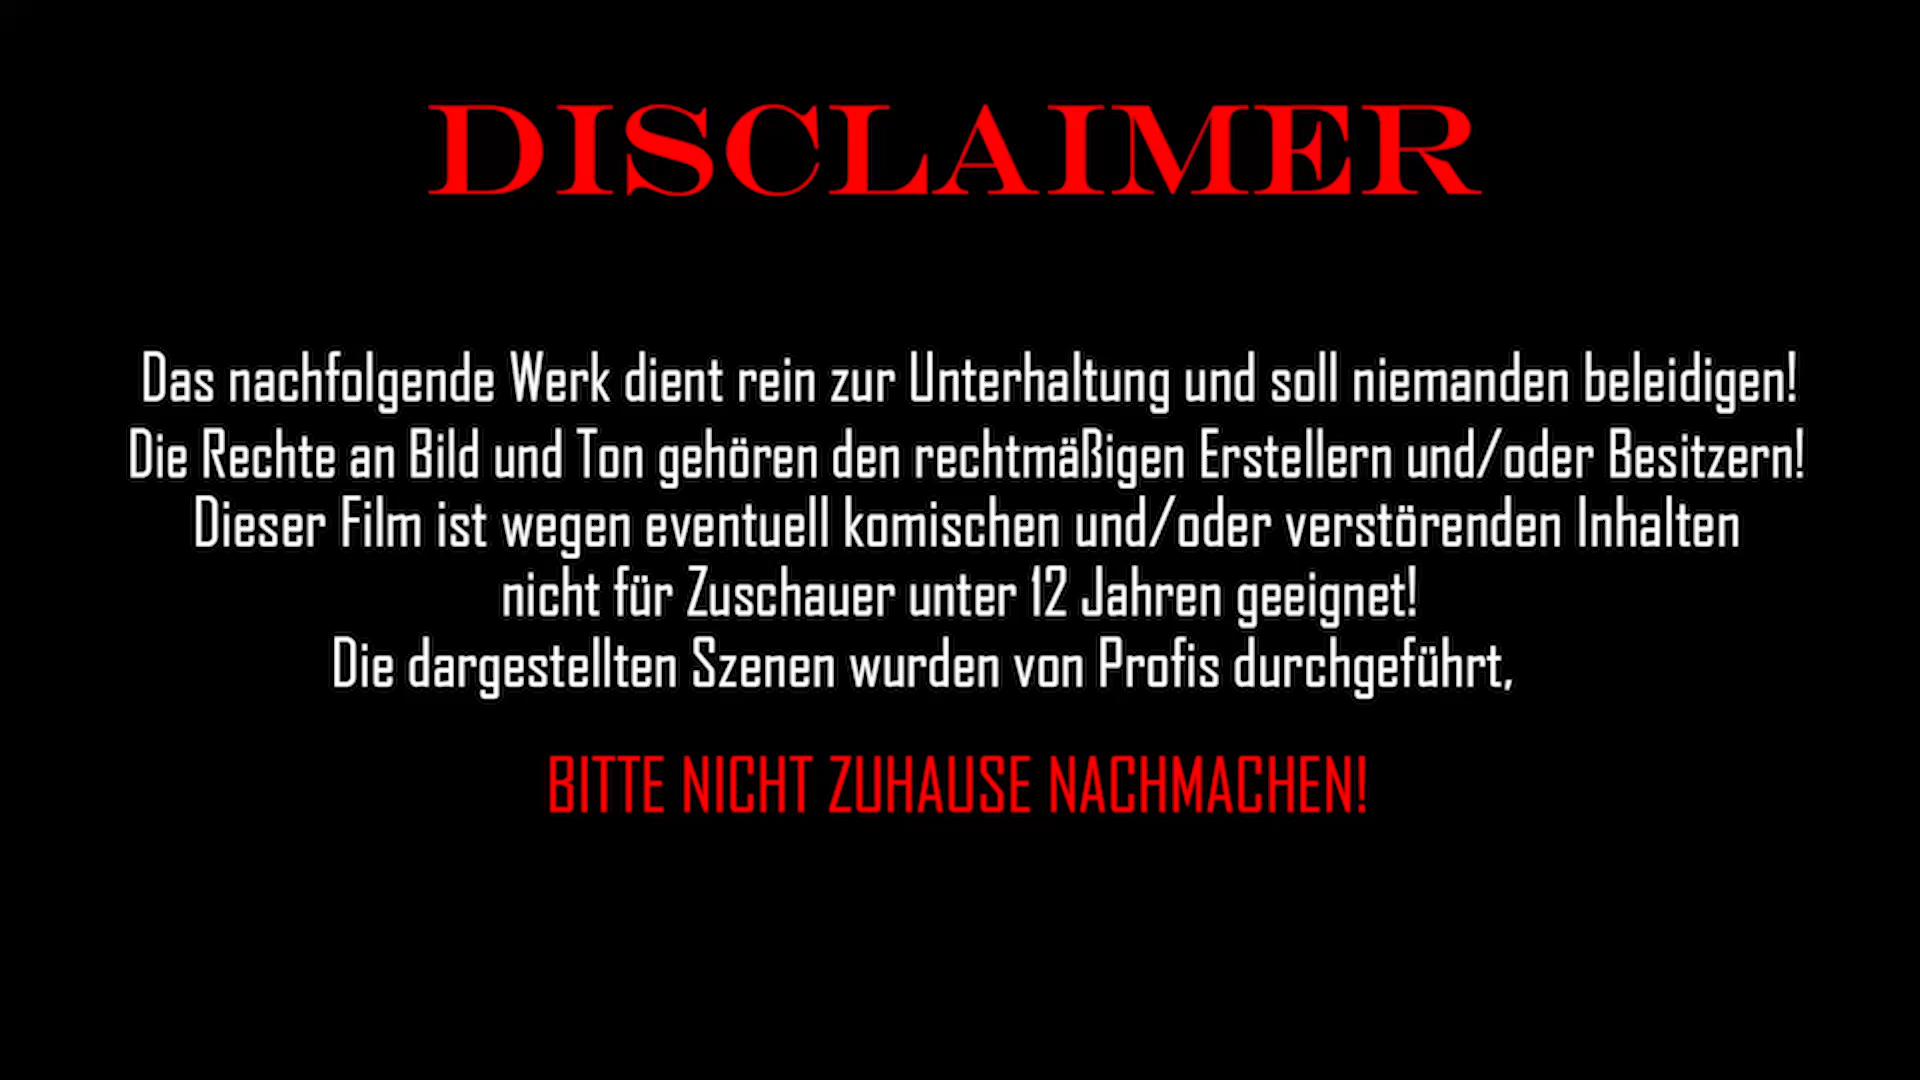 DISCLAIMER
Das nachfolgende Werk dient rein zur Unterhaltung und soll niemanden beleidigen!
Die Rechte an Bild und Ton gehören den rechtmäßigen Erstellern und/oder Besitzern!
Dieser Film ist wegen eventuell komischen und/oder verstörenden Inhalten
nicht für Zuschauer unter 12 Jahren geeignet!
Die dargestellten Szenen wurden von Profis durchgeführt,
BITTE NICHT ZUHAUSE NACHMACHEN!